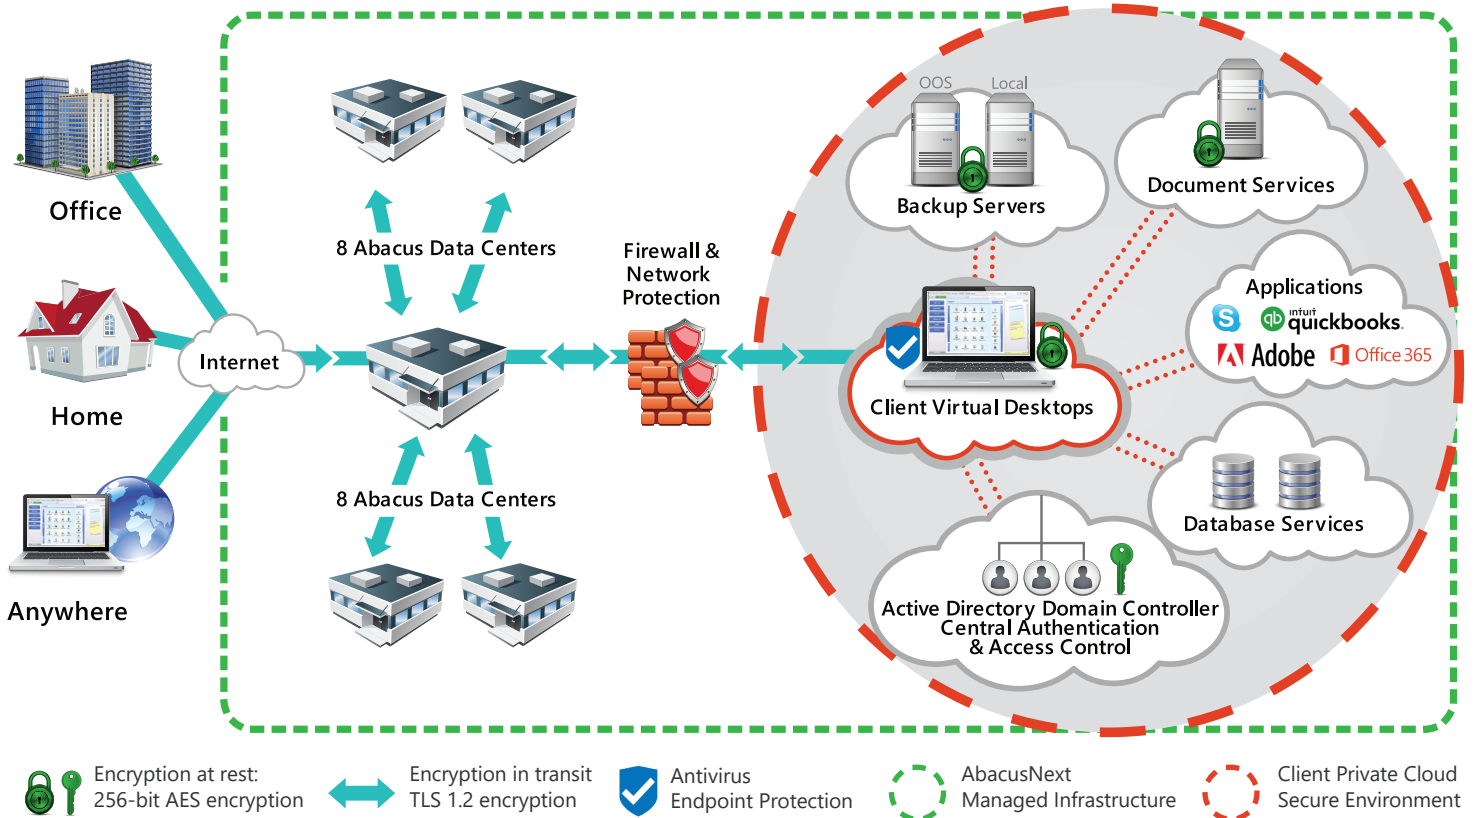 Office
Home
Anywhere
Internet
8 Abacus Data Centers
8 Abacus Data Centers
Firewall &
Network
Protection
OOS
Local
Backup Servers
Document Services
Applications
S
qb
intuit
quickbooks.
Adobe
Office 365
Client Virtual Desktops
Database Services
Active Directory Domain Controller
Central Authentication
& Access Control
Encryption at rest:
256-bit AES encryption
Encryption in transit
TLS 1.2 encryption
Antivirus
Endpoint Protection
AbacusNext
Managed Infrastructure
Client Private Cloud
Secure Environment